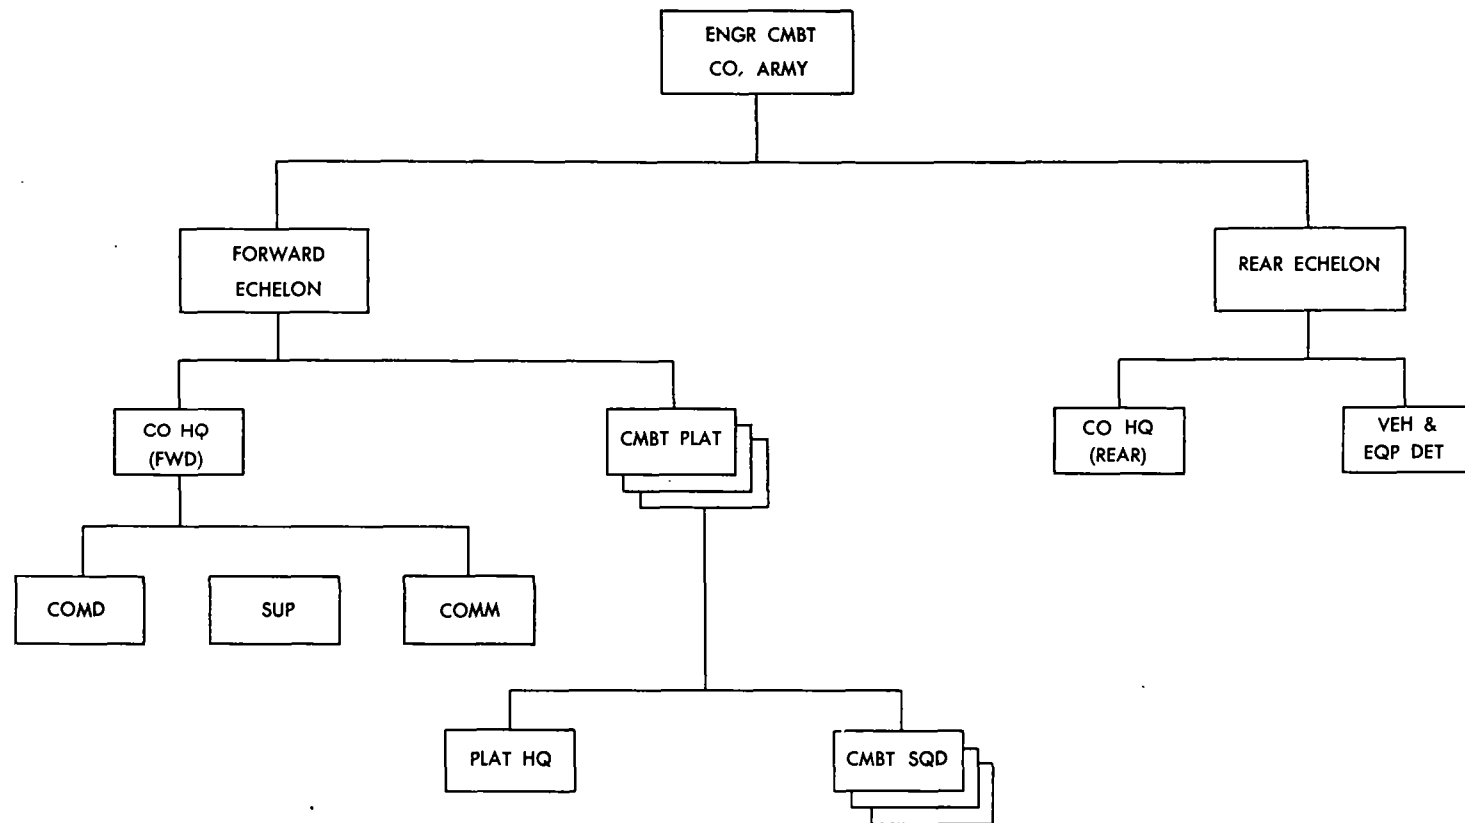 ENGR CMBT
CO, ARMY
FORWARD
ECHELON
REAR ECHELON
CO HQ
(FWD)
CMBT PLAT
CO HQ
(REAR)
VEH &
EQP DET
COMD
SUP
COMM
PLAT HQ
CMBT SQD